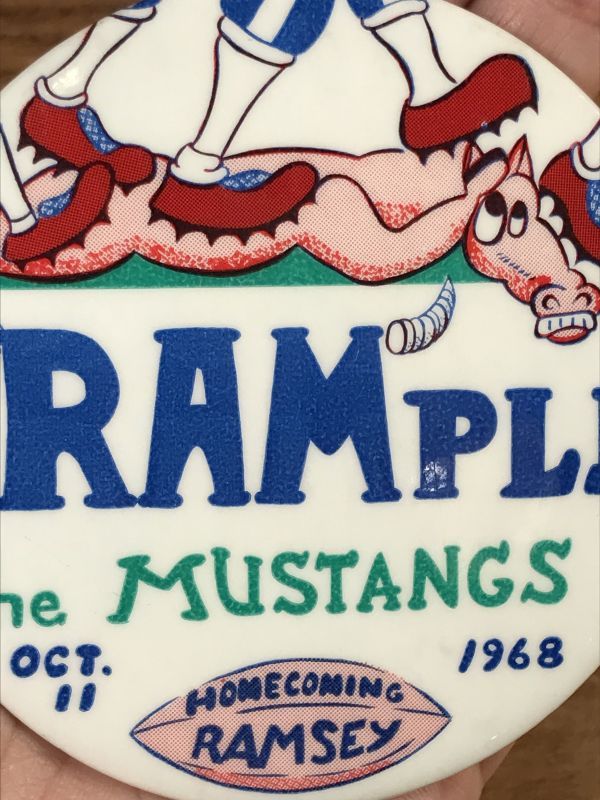 RAMPL
MUSTANGS
OCT.
11
1968
HOMECOMING
RAMSEY